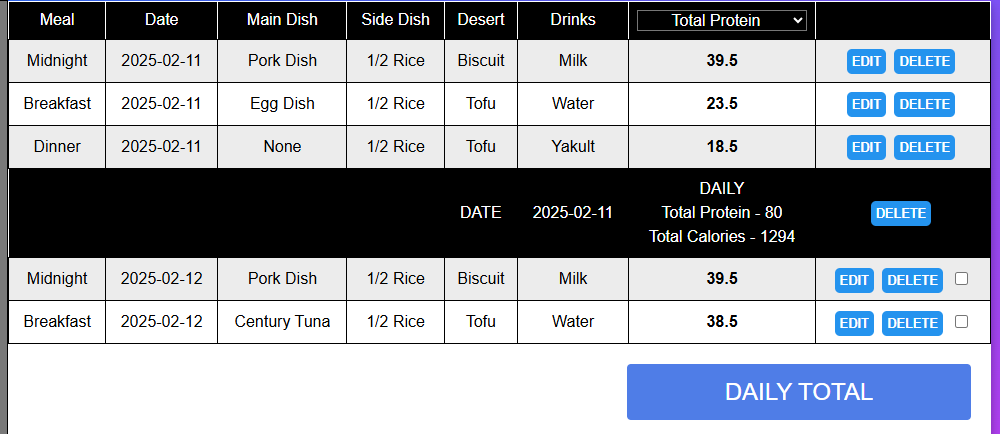 Meal Date Main Dish Side Dish Desert Drinks Total Protein
Midnight 2025-02-11 Pork Dish 1/2 Rice Biscuit Milk 39.5 EDIT DELETE
Breakfast 2025-02-11 Egg Dish 1/2 Rice Tofu Water 23.5 EDIT DELETE
Dinner 2025-02-11 None 1/2 Rice Tofu Yakult 18.5 EDIT DELETE
DAILY
DATE 2025-02-11 Total Protein - 80 DELETE
Total Calories - 1294
Midnight 2025-02-12 Pork Dish 1/2 Rice Biscuit Milk 39.5 EDIT DELETE
Breakfast 2025-02-12 Century Tuna 1/2 Rice Tofu Water 38.5 EDIT DELETE
DAILY TOTAL